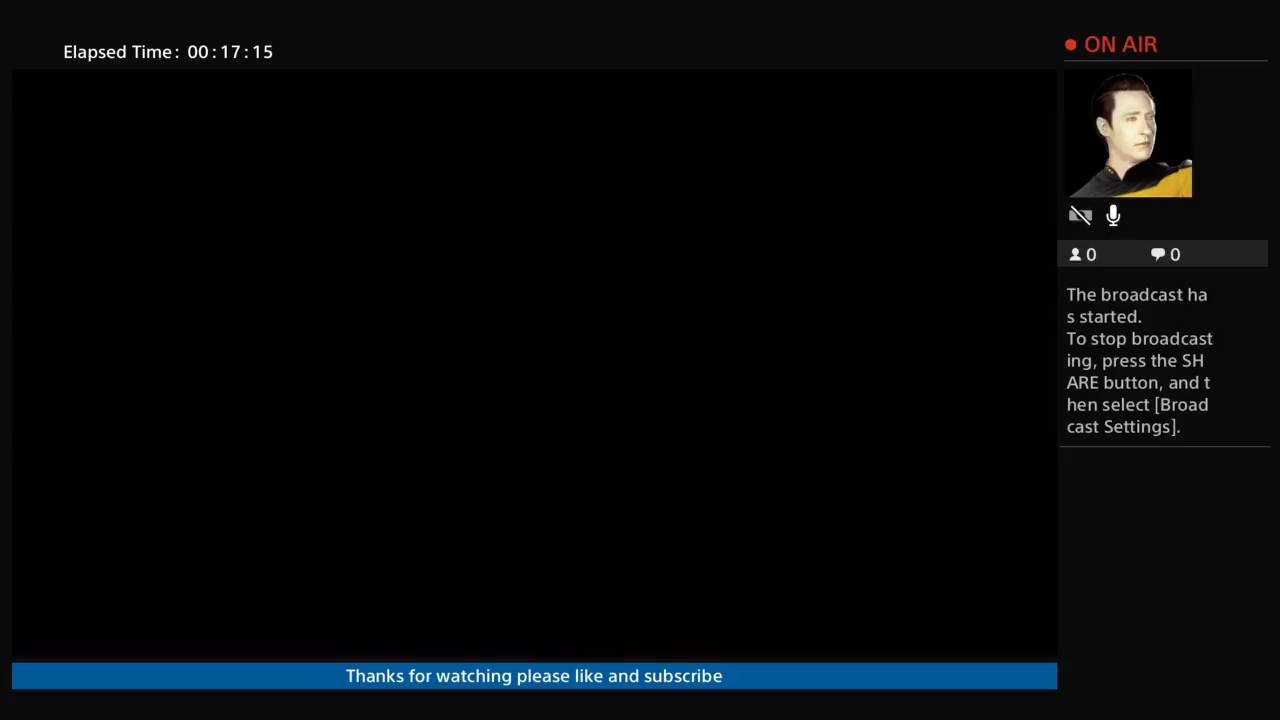 Elapsed Time: 00:17:15
ON AIR
0 0
The broadcast ha
s started.
To stop broadcast
ing, press the SH
ARE button, and t
hen select [Broad
cast Settings].
Thanks for watching please like and subscribe